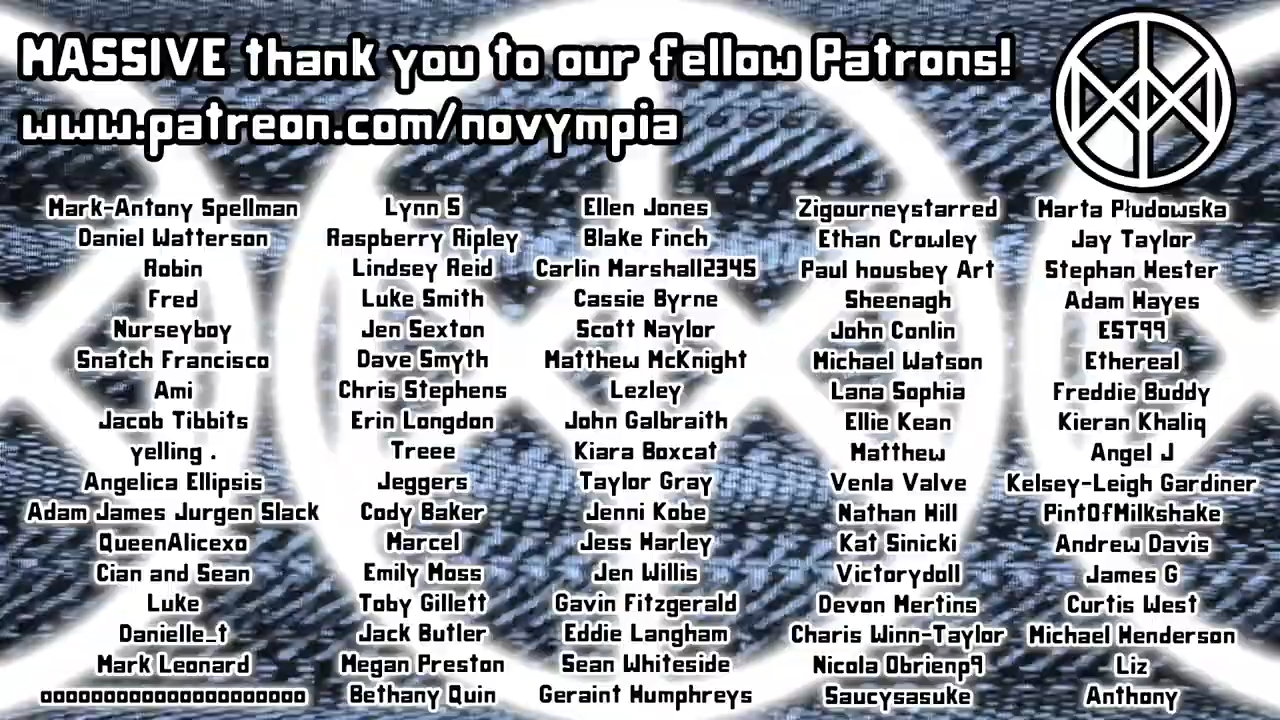 MASSIVE thank you to our fellow Patrons!
www.patreon.com/novympia
Mark-Antony Spellman
Daniel Watterson
Robin
Fred
Nurseyboy
Snatch Francisco
Ami
Jacob Tibbits
yelling .
Angelica Ellipsis
Adam James Jurgen Slack
QueenAlicexo
Cian and Sean
Luke
Danielle_t
Mark Leonard
ooooooooooooooooooooo
Lynn S
Raspberry Ripley
Lindsey Reid
Luke Smith
Jen Sexton
Dave Smyth
Chris Stephens
Erin Longdon
Treee
Jeggers
Cody Baker
Marcel
Emily Moss
Toby Gillett
Jack Butler
Megan Preston
Bethany Quin
Ellen Jones
Blake Finch
Carlin Marshall2345
Cassie Byrne
Scott Naylor
Matthew McKnight
Lezley
John Galbraith
Kiara Boxcat
Taylor Gray
Jenni Kobe
Jess Harley
Jen Willis
Gavin Fitzgerald
Eddie Langham
Sean Whiteside
Geraint Humphreys
Zigourneystarred
Ethan Crowley
Paul housbey Art
Sheenagh
John Conlin
Michael Watson
Lana Sophia
Ellie Kean
Matthew
Venla Valve
Nathan Hill
Kat Sinicki
Victorydoll
Devon Mertins
Charis Winn-Taylor
Nicola Obrienp9
Saucysasuke
Marta Płudowska
Jay Taylor
Stephan Hester
Adam Hayes
EST99
Ethereal
Freddie Buddy
Kieran Khaliq
Angel J
Kelsey-Leigh Gardiner
PintOfMilkshake
Andrew Davis
James G
Curtis West
Michael Henderson
Liz
Anthony